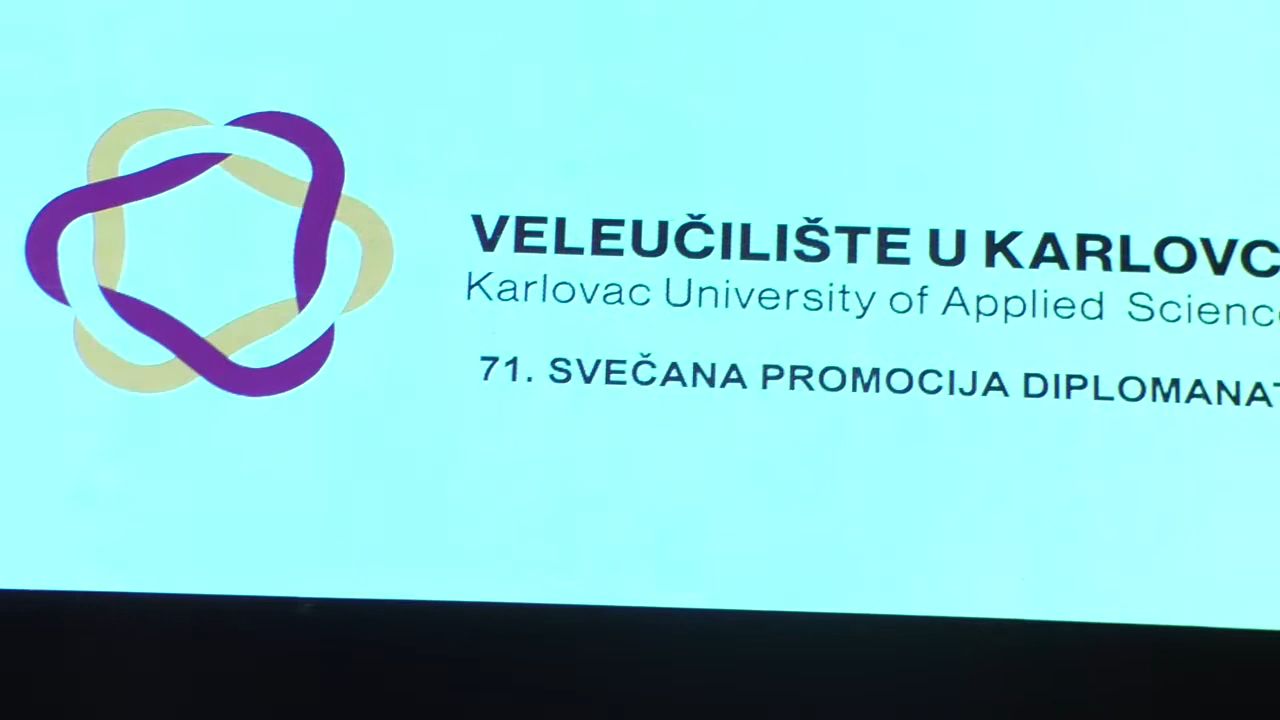 VELEUČILIŠTE U KARLOVC
Karlovac University of Applied Scienc
71. SVEČANA PROMOCIJA DIPLOMANAT